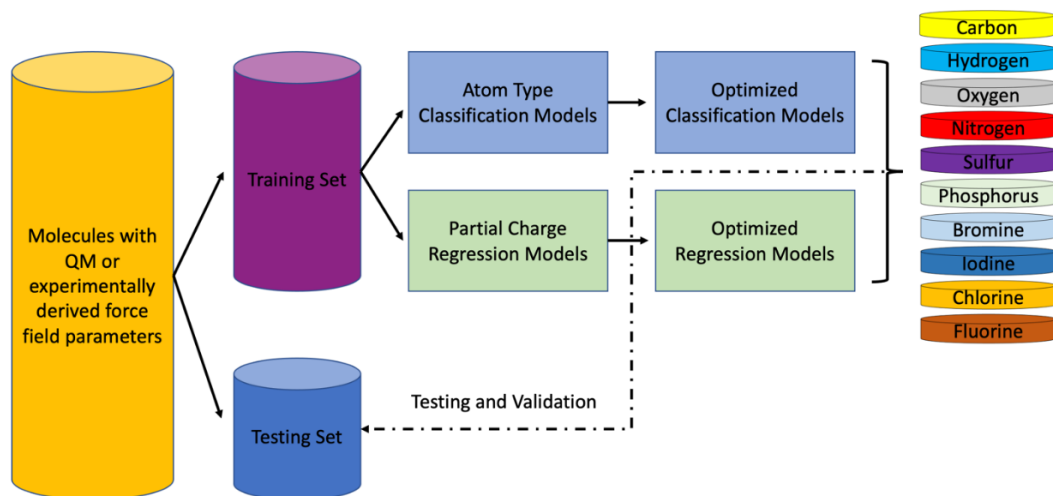 Molecules with
QM or
experimentally
derived force
field parameters
Training Set
Testing Set
Atom Type
Classification Models
Optimized
Classification Models
Partial Charge
Regression Models
Optimized
Regression Models
Testing and Validation
Carbon
Hydrogen
Oxygen
Nitrogen
Sulfur
Phosphorus
Bromine
Iodine
Chlorine
Fluorine